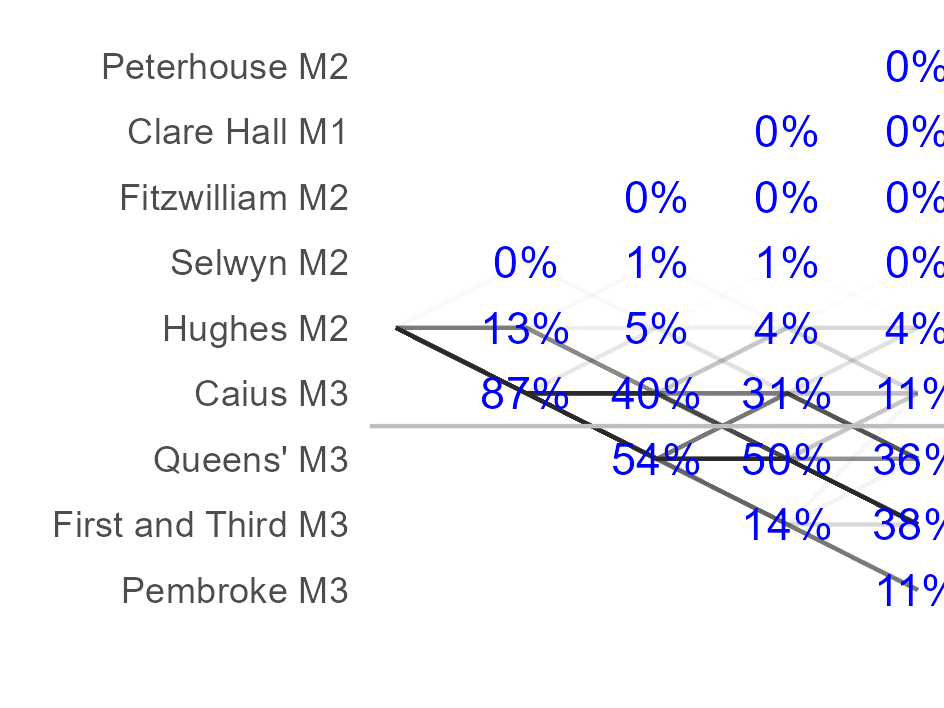 Peterhouse M2 0%
Clare Hall M1 0% 0%
Fitzwilliam M2 0% 0% 0%
Selwyn M2 0% 1% 1% 0%
Hughes M2 13% 5% 4% 4%
Caius M3 87% 40% 31% 11%
Queens' M3 54% 50% 36%
First and Third M3 14% 38%
Pembroke M3 11%